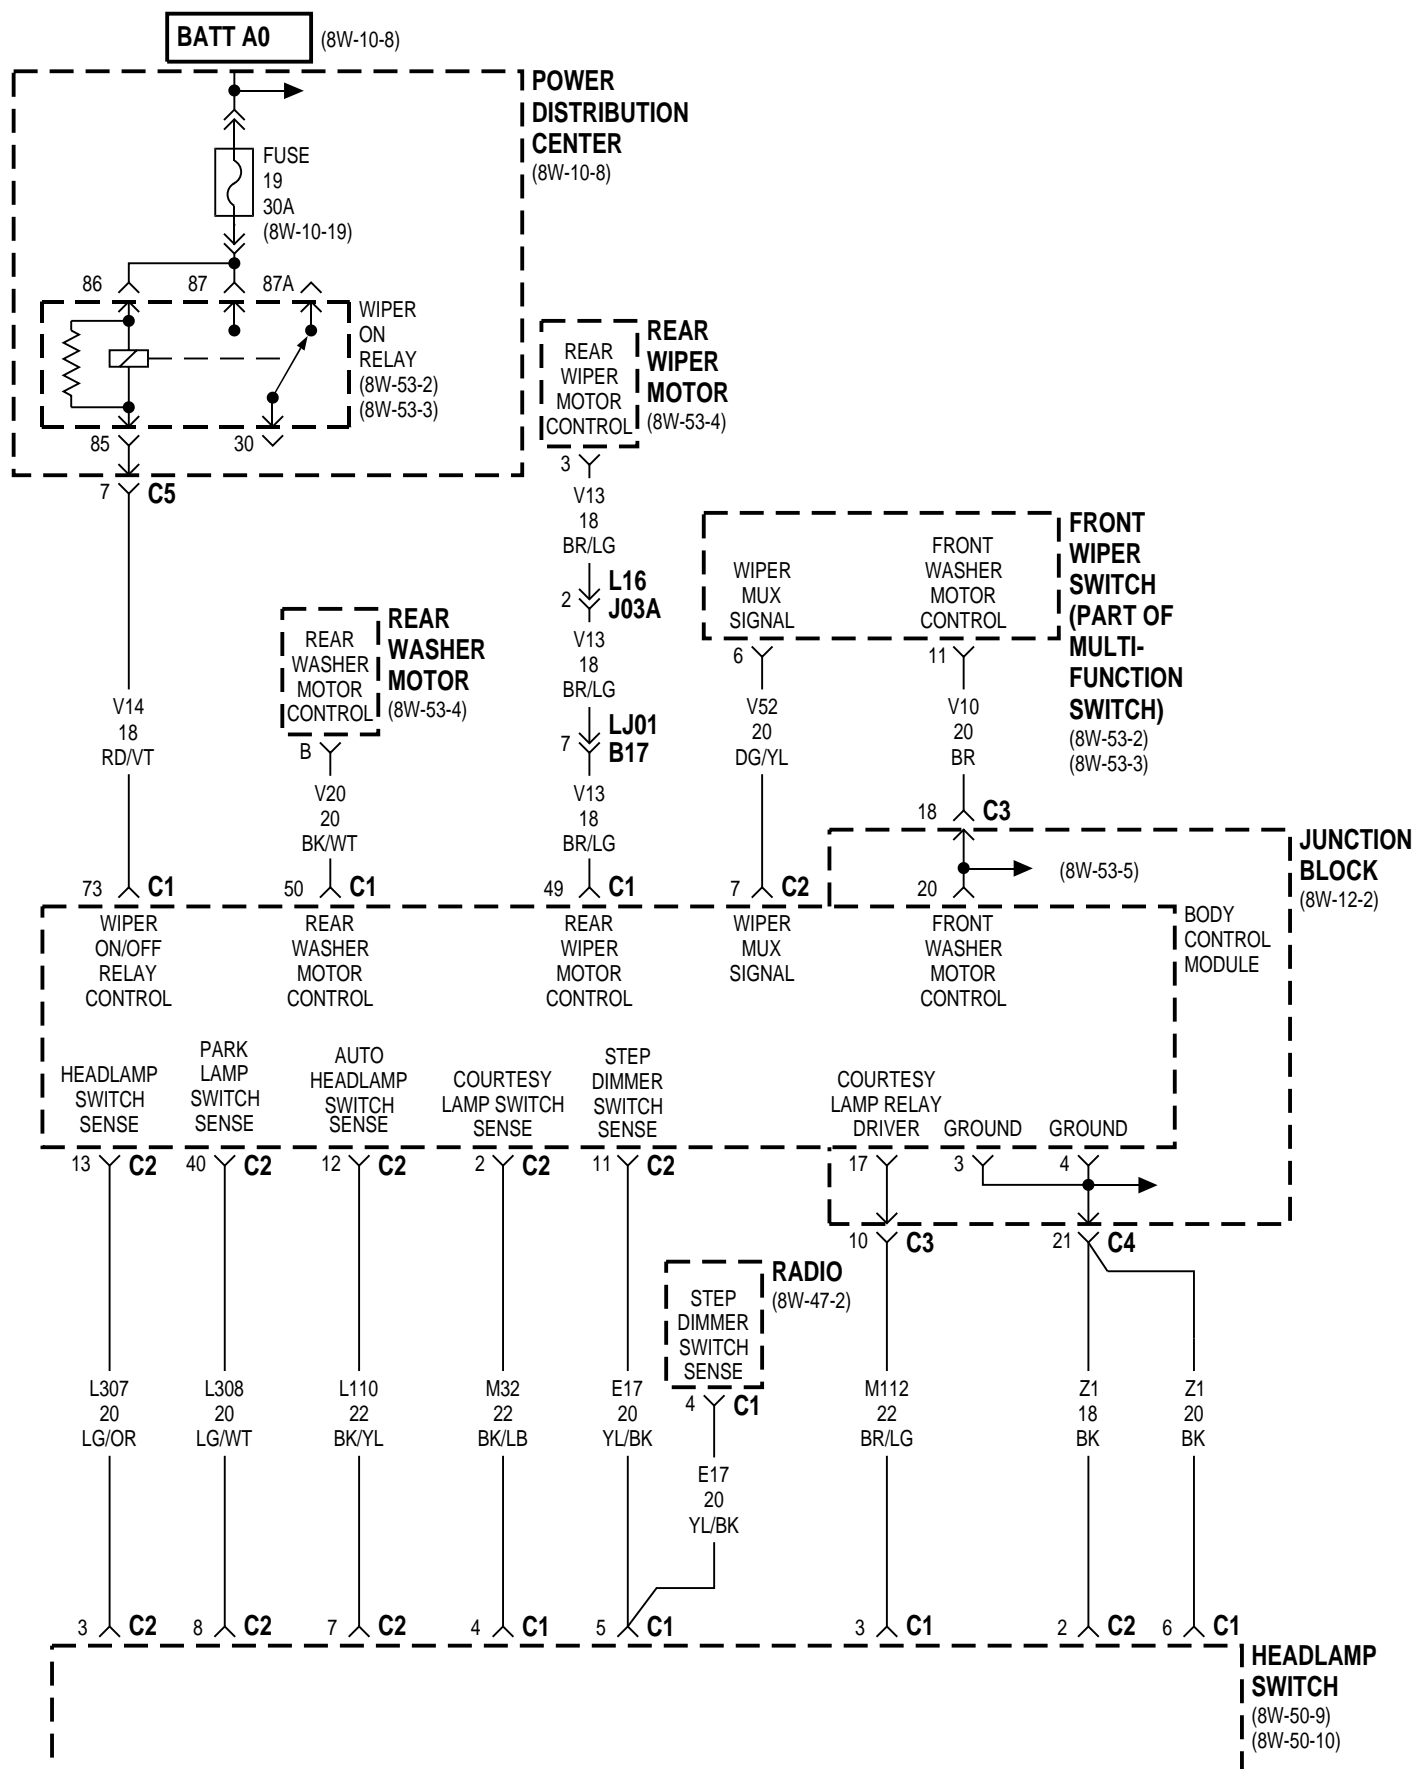 BATT A0
(8W-10-8)
POWER
DISTRIBUTION
CENTER
(8W-10-8)
FUSE
19
30A
(8W-10-19)
86
87
87A
WIPER
ON
RELAY
(8W-53-2)
(8W-53-3)
85
30
7
C5
REAR
WIPER
MOTOR
CONTROL
REAR
WIPER
MOTOR
(8W-53-4)
3
V13
18
BR/LG
2
L16
J03A
V13
18
BR/LG
7
LJ01
B17
V13
18
BR/LG
V14
18
RD/VT
REAR
WASHER
MOTOR
CONTROL
REAR
WASHER
MOTOR
(8W-53-4)
B
V20
20
BK/WT
WIPER
MUX
SIGNAL
FRONT
WASHER
MOTOR
CONTROL
FRONT
WIPER
SWITCH
(PART OF
MULTI-
FUNCTION
SWITCH)
(8W-53-2)
(8W-53-3)
6
11
V52
20
DG/YL
V10
20
BR
18
C3
JUNCTION
BLOCK
(8W-12-2)
(8W-53-5)
73
C1
50
C1
49
C1
7
C2
20
WIPER
ON/OFF
RELAY
CONTROL
REAR
WASHER
MOTOR
CONTROL
REAR
WIPER
MOTOR
CONTROL
WIPER
MUX
SIGNAL
FRONT
WASHER
MOTOR
CONTROL
BODY
CONTROL
MODULE
HEADLAMP
SWITCH
SENSE
PARK
LAMP
SWITCH
SENSE
AUTO
HEADLAMP
SWITCH
SENSE
COURTESY
LAMP SWITCH
SENSE
STEP
DIMMER
SWITCH
SENSE
COURTESY
LAMP RELAY
DRIVER
GROUND
GROUND
13
C2
40
C2
12
C2
2
C2
11
C2
17
3
4
10
C3
21
C4
RADIO
(8W-47-2)
STEP
DIMMER
SWITCH
SENSE
4
C1
L307
20
LG/OR
L308
20
LG/WT
L110
22
BK/YL
M32
22
BK/LB
E17
20
YL/BK
E17
20
YL/BK
M112
22
BR/LG
Z1
18
BK
Z1
20
BK
3
C2
8
C2
7
C2
4
C1
5
C1
3
C1
2
C2
6
C1
HEADLAMP
SWITCH
(8W-50-9)
(8W-50-10)